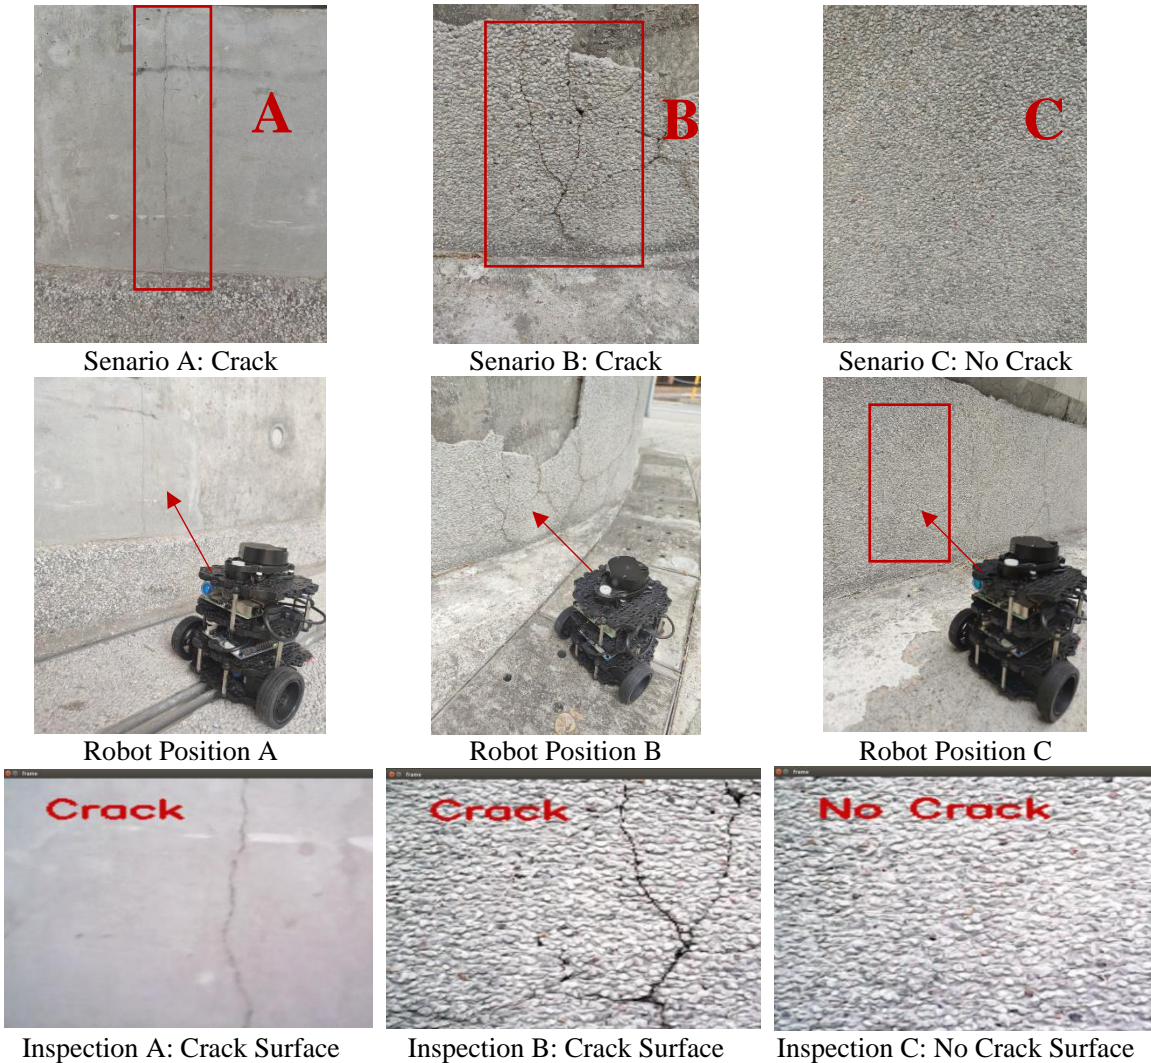 A
B
C
Senario A: Crack
Senario B: Crack
Senario C: No Crack
Robot Position A
Robot Position B
Robot Position C
frame
frame
frame
Crack
Crack
No Crack
Inspection A: Crack Surface
Inspection B: Crack Surface
Inspection C: No Crack Surface